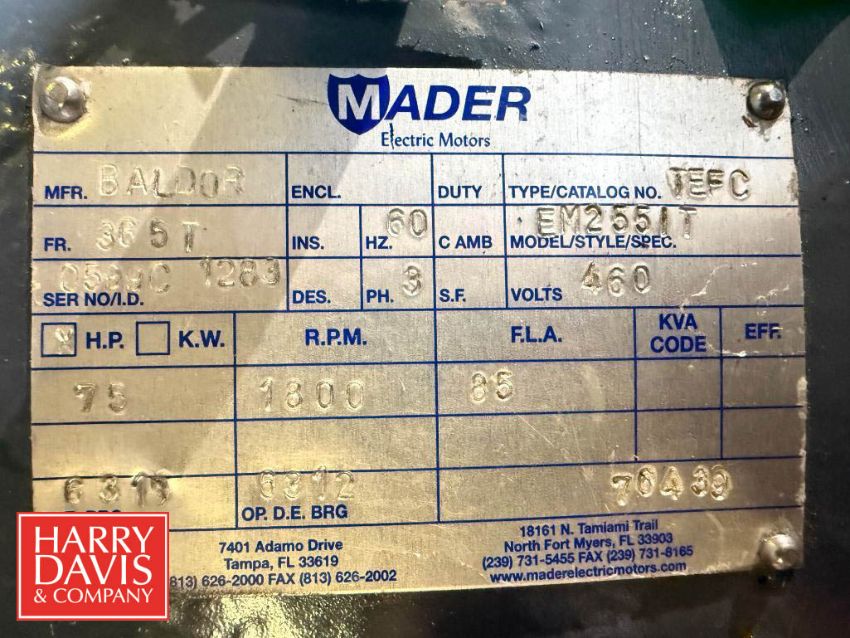 MADER
Electric Motors
MFR. BALDOR ENCL. DUTY TYPE/CATALOG NO. TEFC
FR. 365T INS. HZ. 60 C AMB MODEL/STYLE/SPEC. EM2551T
SER NO/I.D. 1283 DES. PH. 3 S.F. VOLTS 460
X H.P. K.W. R.P.M. F.L.A. KVA CODE EFF.
75 1800 85
6312 76439
OP. D.E. BRG
7401 Adamo Drive
Tampa, FL 33619
813) 626-2000 FAX (813) 626-2002
18161 N. Tamiami Trail
North Fort Myers, FL 33903
(239) 731-5455 FAX (239) 731-8165
www.maderelectricmotors.com
HARRY
DAVIS
& COMPANY